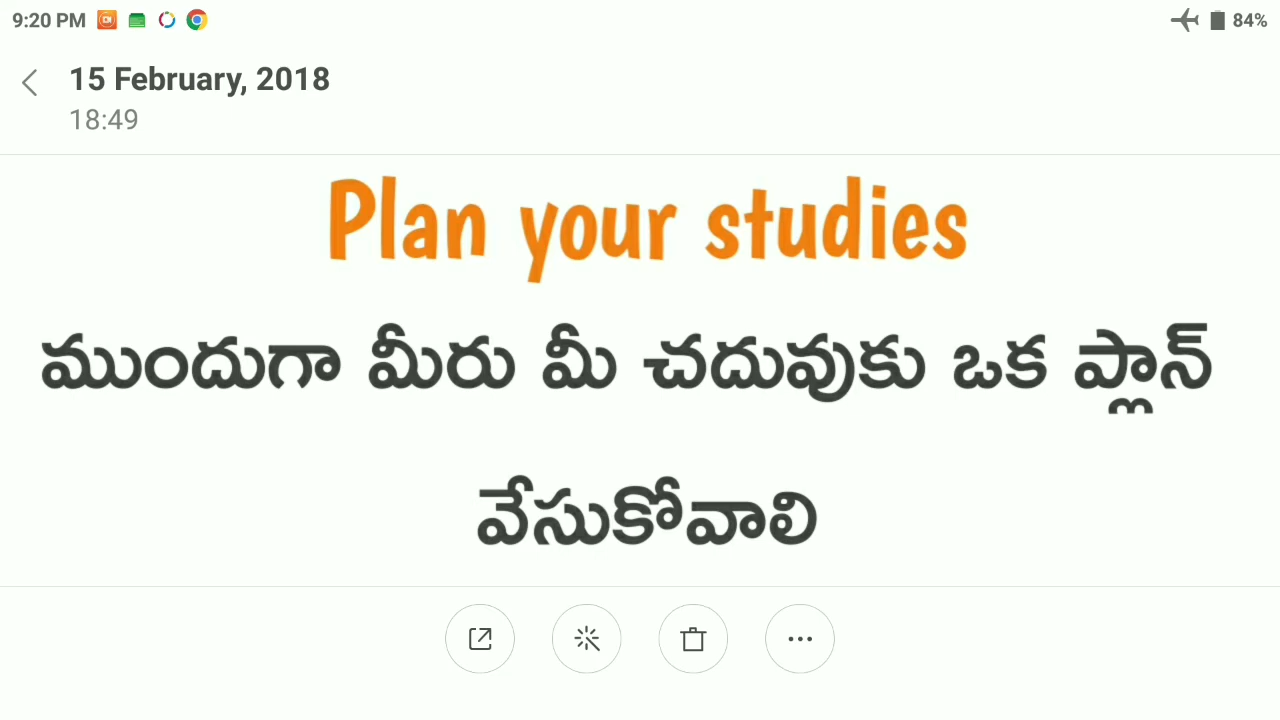 9:20 PM 84%
15 February, 2018
18:49
Plan your studies
ముందుగా మీరు మీ చదువుకు ఒక ప్లాన్
వేసుకోవాలి